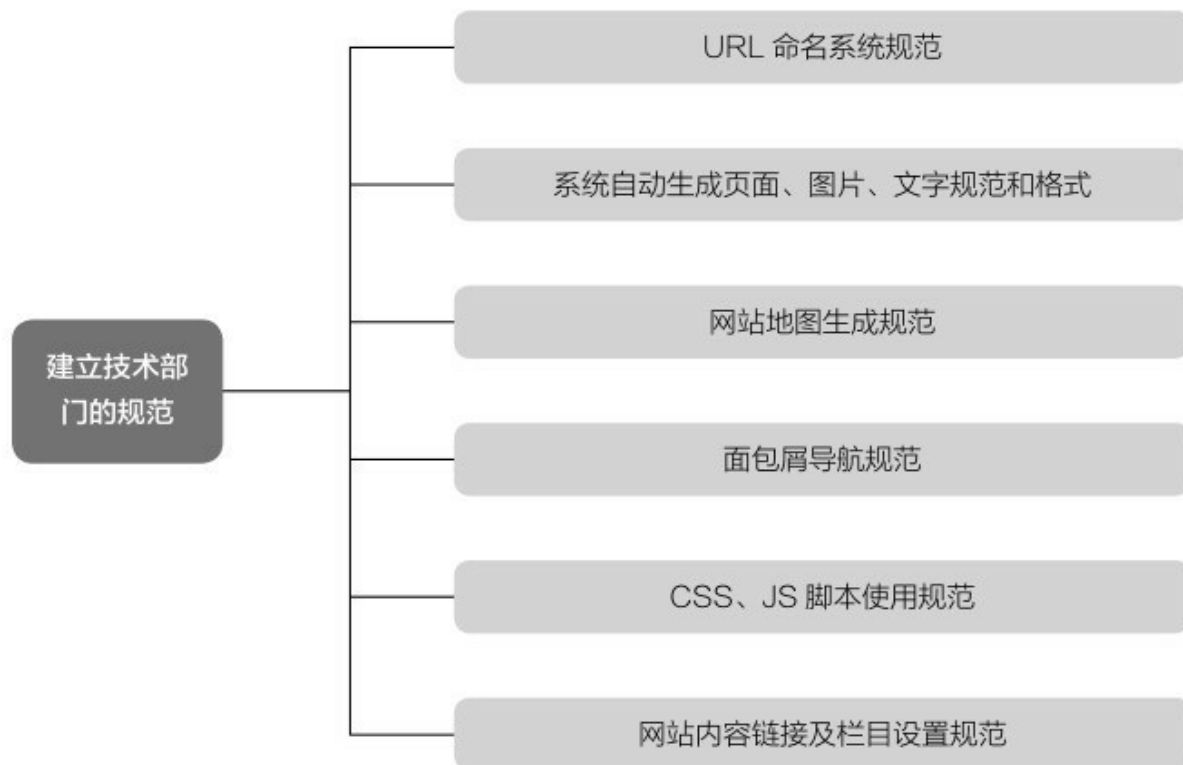 URL 命名系统规范
系统自动生成页面、图片、文字规范和格式
网站地图生成规范
建立技术部
门的规范
面包屑导航规范
CSS、JS 脚本使用规范
网站内容链接及栏目设置规范